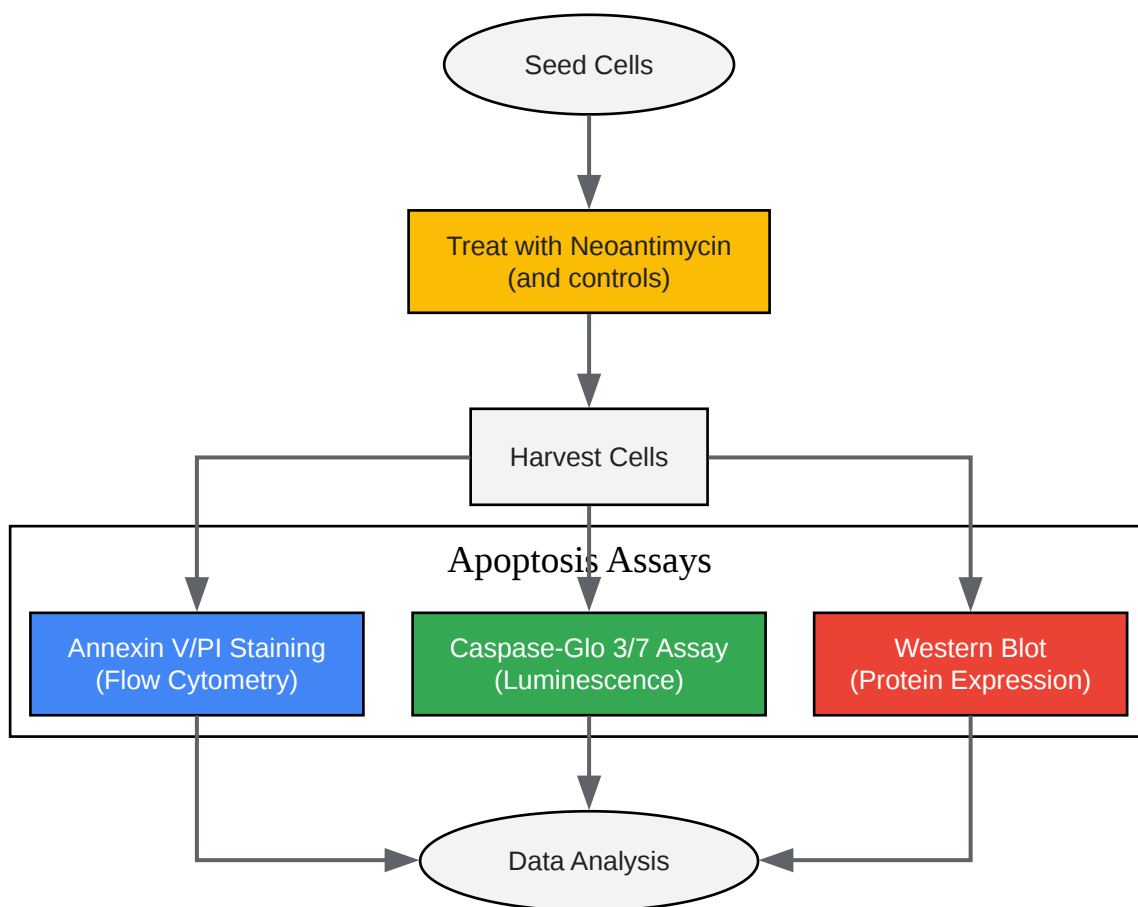 Seed Cells
Treat with Neoantimycin
(and controls)
Harvest Cells
Apoptosis Assays
Annexin V/PI Staining
(Flow Cytometry)
Caspase-Glo 3/7 Assay
(Luminescence)
Western Blot
(Protein Expression)
Data Analysis